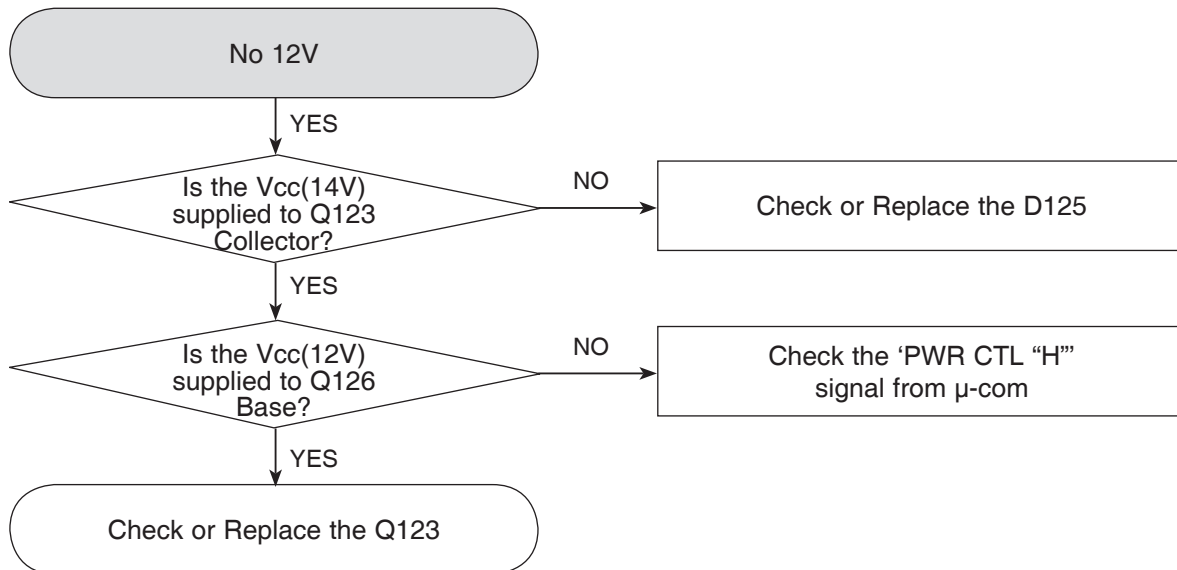 No 12V
YES
Is the Vcc(14V)
supplied to Q123
Collector?
NO
Check or Replace the D125
YES
Is the Vcc(12V)
supplied to Q126
Base?
NO
Check the ‘PWR CTL “H”’
signal from µ-com
YES
Check or Replace the Q123